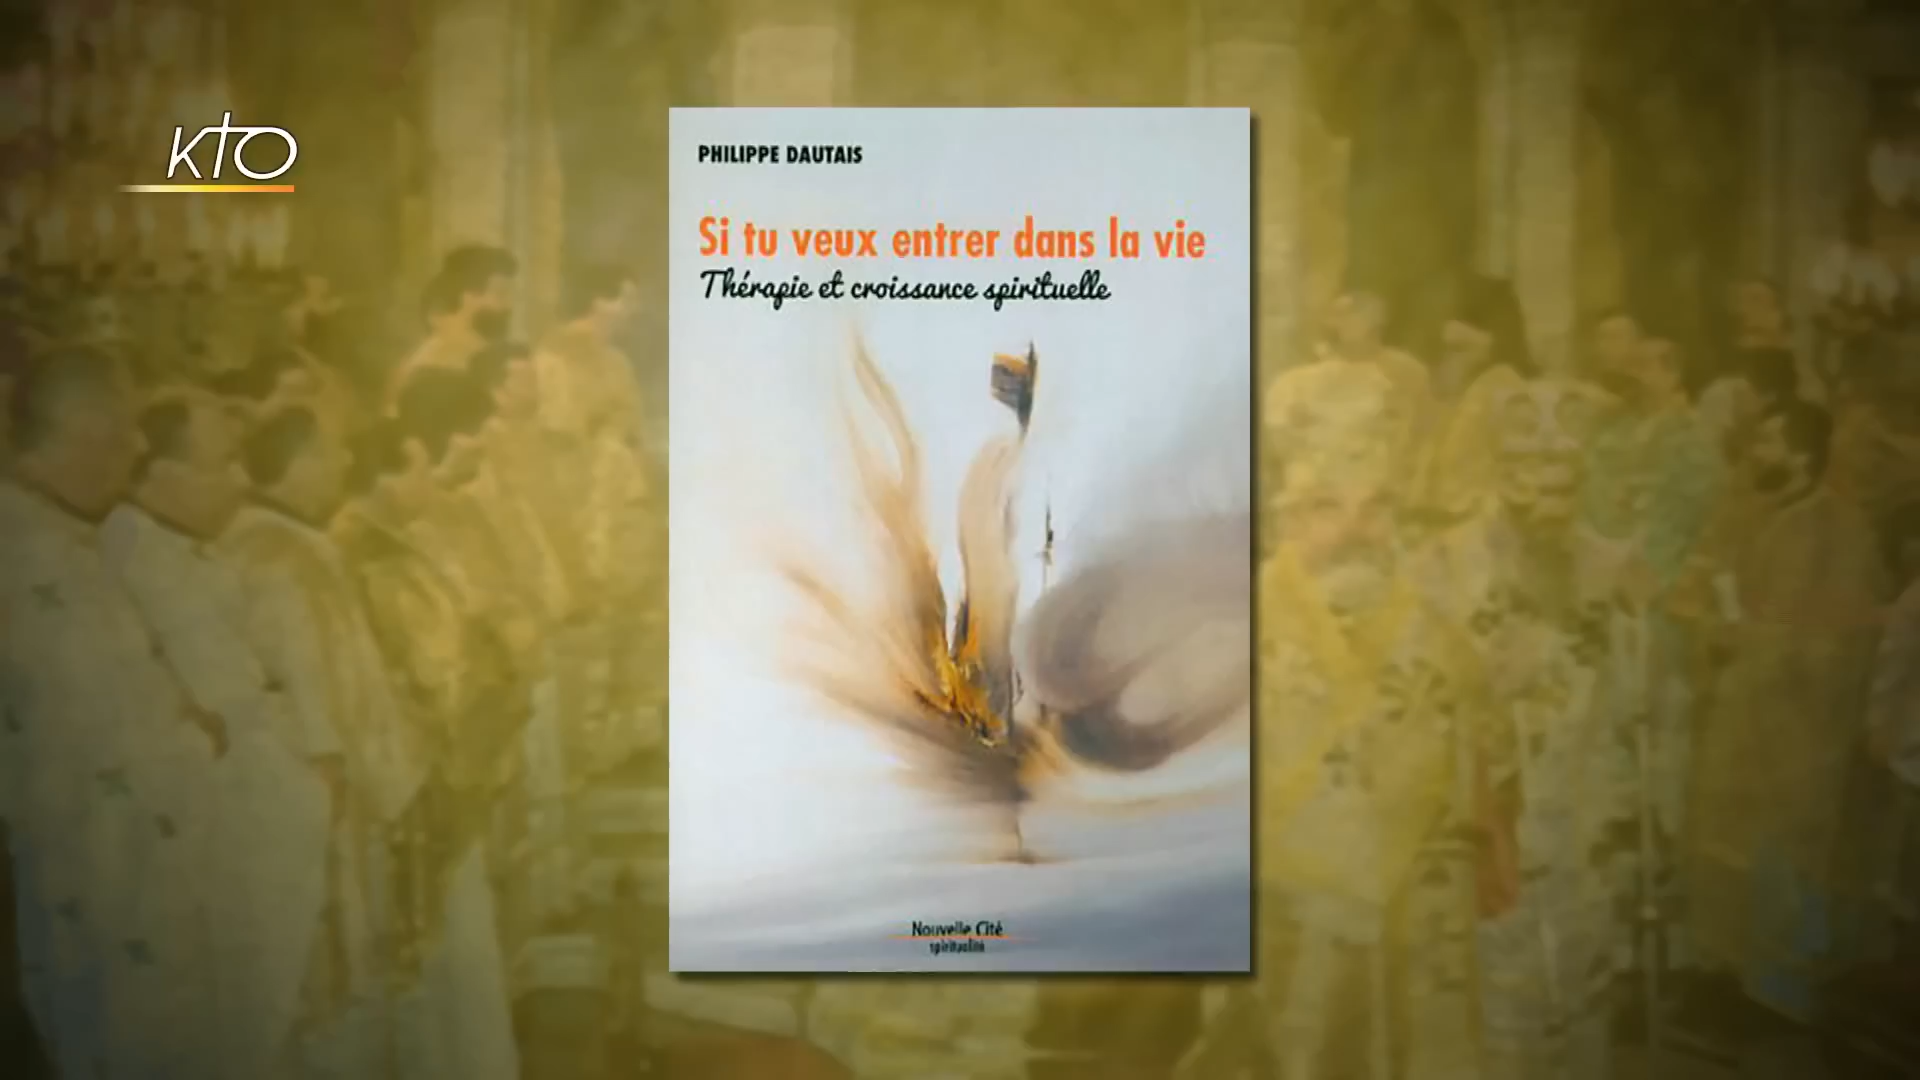 KTO
PHILIPPE DAUTAIS
Si tu veux entrer dans la vie
Thérapie et croissance spirituelle
Nouvelle Cité
spiritualité